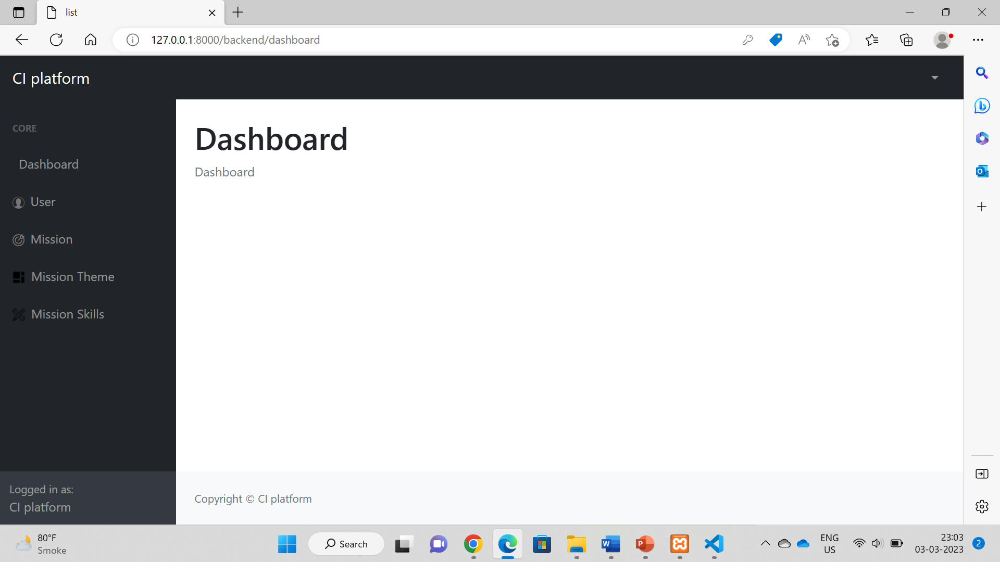 list
127.0.0.1:8000/backend/dashboard
CI platform
CORE
Dashboard
User
Mission
Mission Theme
Mission Skills
Logged in as:
CI platform
Dashboard
Dashboard
Copyright © CI platform
80°F
Smoke
Search
ENG
US
23:03
03-03-2023
2